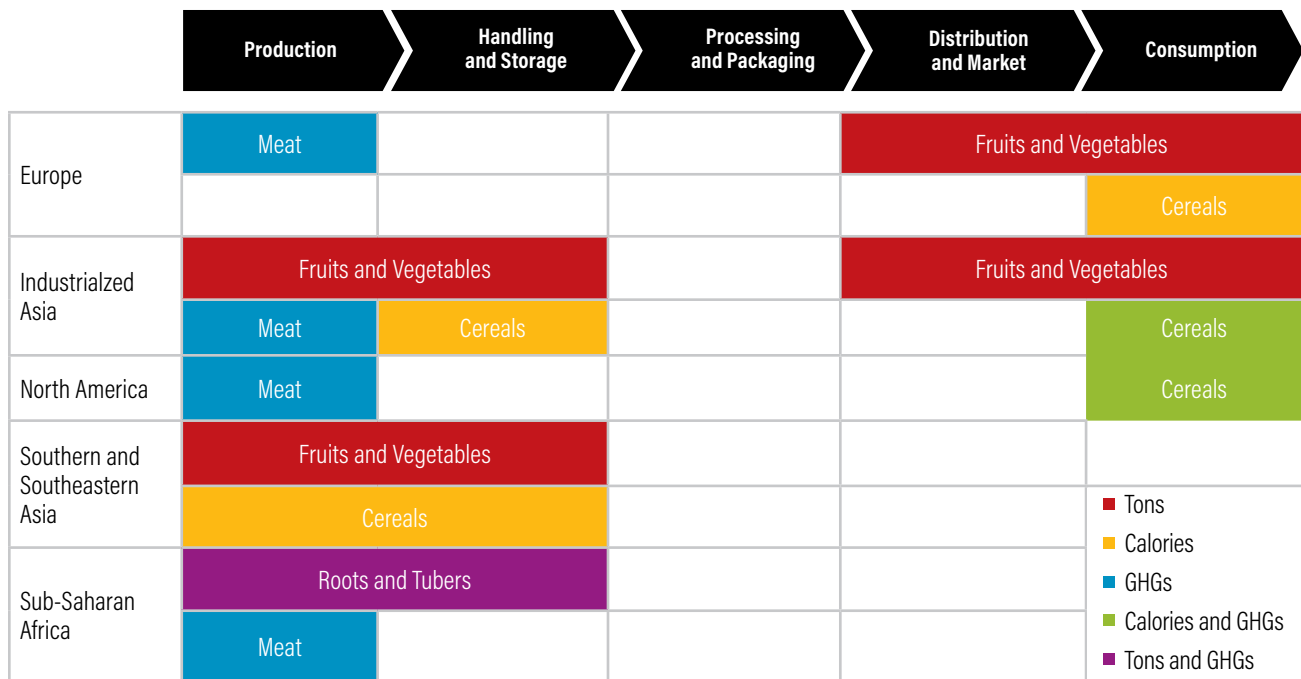 Production
Handling
and Storage
Processing
and Packaging
Distribution
and Market
Consumption
Europe
Meat
Fruits and Vegetables
Cereals
Industrialzed
Asia
Fruits and Vegetables
Fruits and Vegetables
Meat
Cereals
Cereals
North America
Meat
Cereals
Southern and
Southeastern
Asia
Fruits and Vegetables
Cereals
Sub-Saharan
Africa
Roots and Tubers
Meat
Tons
Calories
GHGs
Calories and GHGs
Tons and GHGs